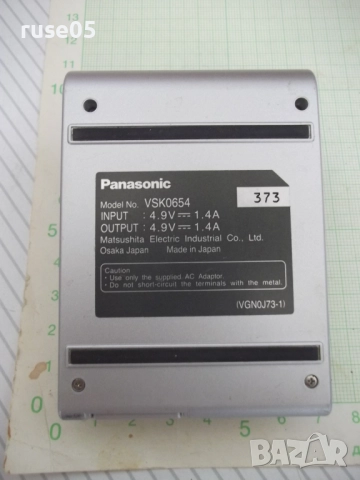 ruse05
Panasonic
Model No. VSK0654
373
INPUT : 4.9V⎓1.4A
OUTPUT : 4.9V⎓1.4A
Matsushita Electric Industrial Co., Ltd.
Osaka Japan Made in Japan
Caution
• Use only the supplied AC Adaptor.
• Do not short-circuit the terminals with the metal.
(VGN0J73-1)
BAZAR
bg